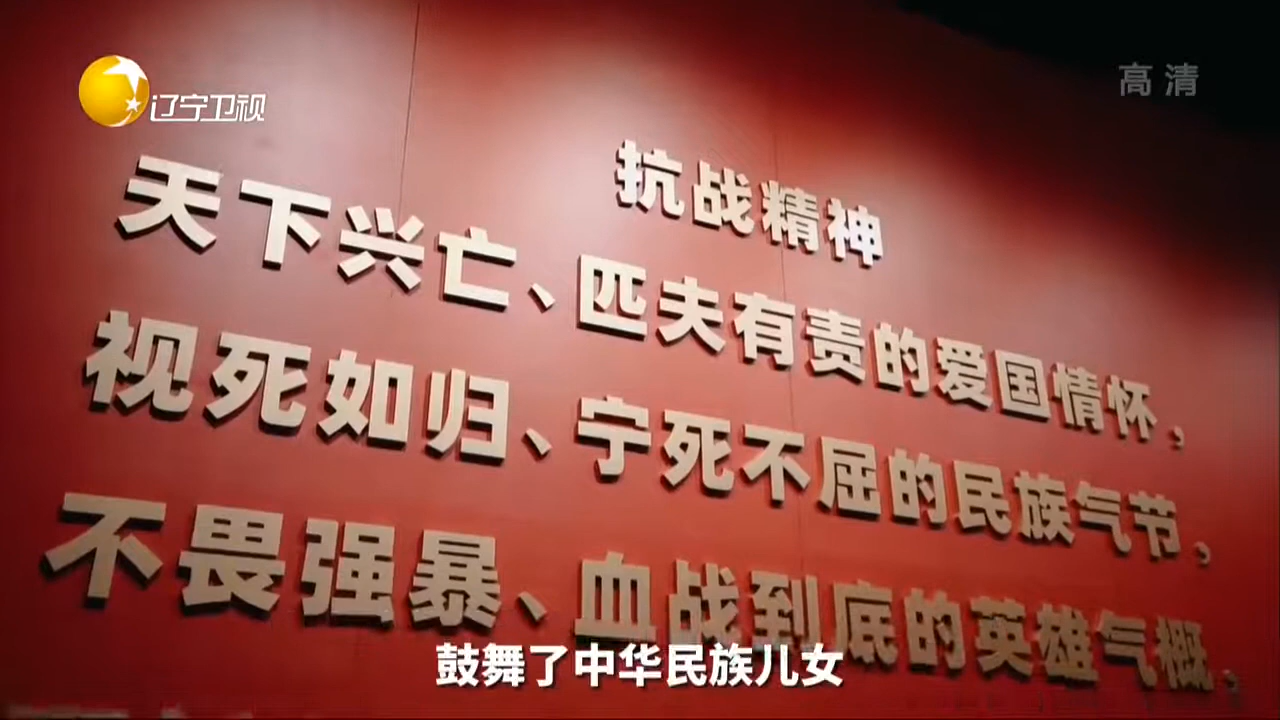 辽宁卫视
高清
抗战精神
天下兴亡、匹夫有责的爱国情怀，
视死如归、宁死不屈的民族气节，
不畏强暴、血战到底的英雄气概，
鼓舞了中华民族儿女